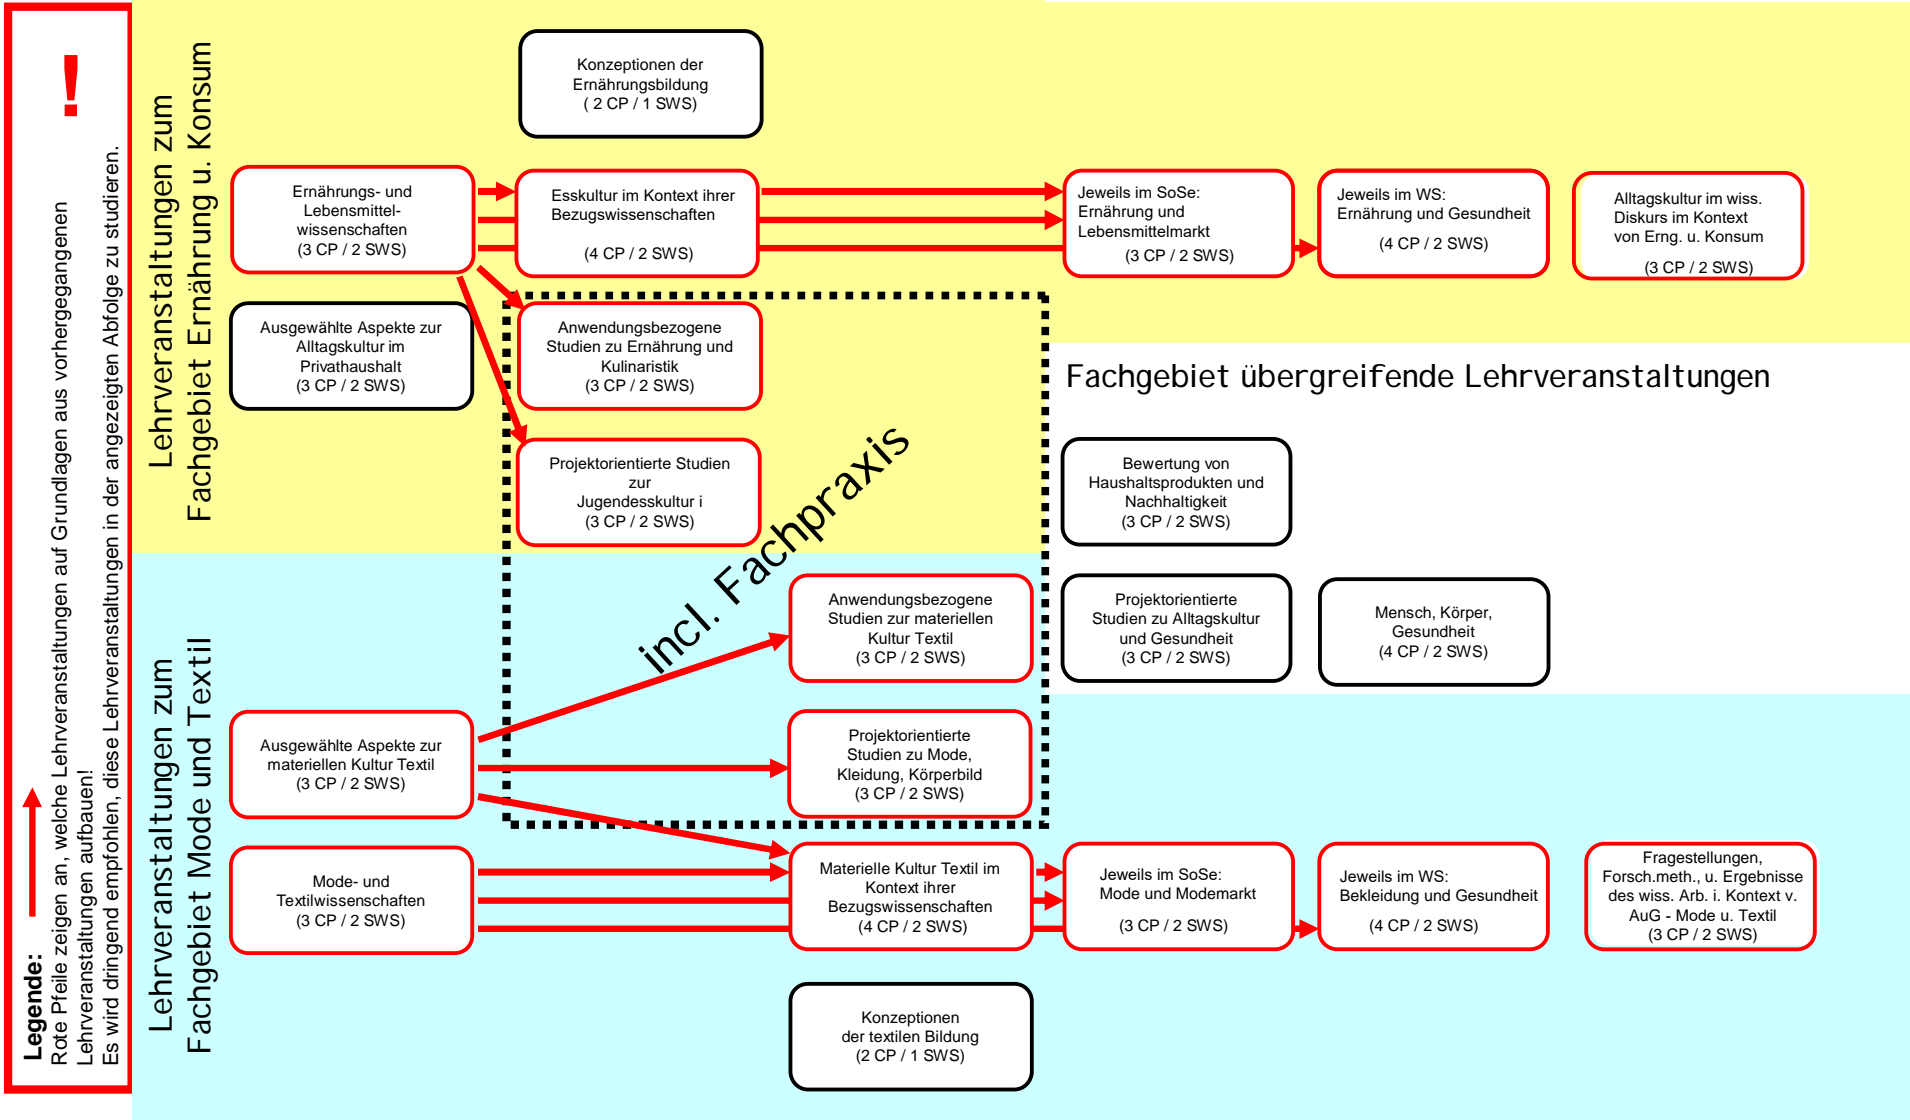 !
Legende:
Rote Pfeile zeigen an, welche Lehrveranstaltungen auf Grundlagen aus vorhergegangenen
Lehrveranstaltungen aufbauen!
Es wird dringend empfohlen, diese Lehrveranstaltungen in der angezeigten Abfolge zu studieren.
Lehrveranstaltungen zum
Fachgebiet Ernährung u. Konsum
Konzeptionen der
Ernährungsbildung
( 2 CP / 1 SWS)
Ernährungs- und
Lebensmittel-
wissenschaften
(3 CP / 2 SWS)
Esskultur im Kontext ihrer
Bezugswissenschaften
(4 CP / 2 SWS)
Jeweils im SoSe:
Ernährung und
Lebensmittelmarkt
(3 CP / 2 SWS)
Jeweils im WS:
Ernährung und Gesundheit
(4 CP / 2 SWS)
Alltagskultur im wiss.
Diskurs im Kontext
von Erng. u. Konsum
(3 CP / 2 SWS)
Ausgewählte Aspekte zur
Alltagskultur im
Privathaushalt
(3 CP / 2 SWS)
Anwendungsbezogene
Studien zu Ernährung und
Kulinaristik
(3 CP / 2 SWS)
Projektorientierte Studien
zur
Jugendesskultur i
(3 CP / 2 SWS)
incl. Fachpraxis
Fachgebiet übergreifende Lehrveranstaltungen
Bewertung von
Haushaltsprodukten und
Nachhaltigkeit
(3 CP / 2 SWS)
Projektorientierte
Studien zu Alltagskultur
und Gesundheit
(3 CP / 2 SWS)
Mensch, Körper,
Gesundheit
(4 CP / 2 SWS)
Lehrveranstaltungen zum
Fachgebiet Mode und Textil
Anwendungsbezogene
Studien zur materiellen
Kultur Textil
(3 CP / 2 SWS)
Ausgewählte Aspekte zur
materiellen Kultur Textil
(3 CP / 2 SWS)
Projektorientierte
Studien zu Mode,
Kleidung, Körperbild
(3 CP / 2 SWS)
Mode- und
Textilwissenschaften
(3 CP / 2 SWS)
Materielle Kultur Textil im
Kontext ihrer
Bezugswissenschaften
(4 CP / 2 SWS)
Jeweils im SoSe:
Mode und Modemarkt
(3 CP / 2 SWS)
Jeweils im WS:
Bekleidung und Gesundheit
(4 CP / 2 SWS)
Fragestellungen,
Forsch.meth., u. Ergebnisse
des wiss. Arb. i. Kontext v.
AuG - Mode u. Textil
(3 CP / 2 SWS)
Konzeptionen
der textilen Bildung
(2 CP / 1 SWS)